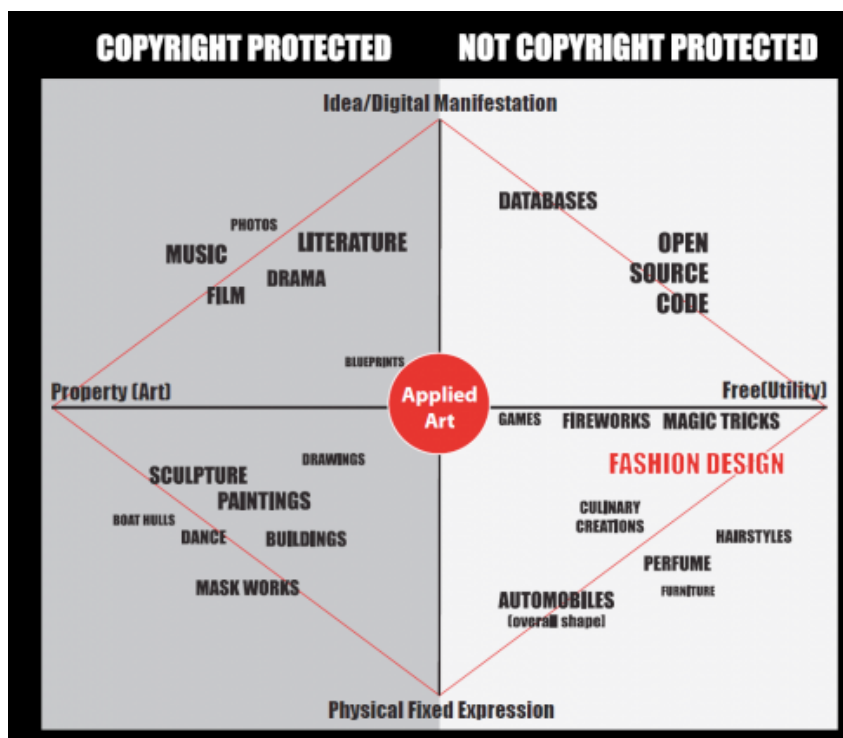 COPYRIGHT PROTECTED
NOT COPYRIGHT PROTECTED
Idea/Digital Manifestation
PHOTOS
MUSIC
LITERATURE
DRAMA
FILM
BLUEPRINTS
DATABASES
OPEN
SOURCE
CODE
Property (Art)
Applied
Art
Free(Utility)
GAMES
FIREWORKS
MAGIC TRICKS
FASHION DESIGN
DRAWINGS
SCULPTURE
PAINTINGS
BOAT HULLS
DANCE
BUILDINGS
MASK WORKS
CULINARY
CREATIONS
HAIRSTYLES
PERFUME
FURNITURE
AUTOMOBILES
(overall shape)
Physical Fixed Expression